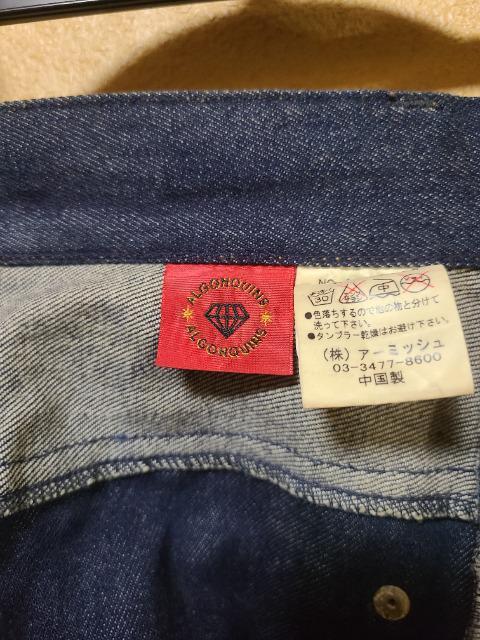 ALGONQUINS
ALGONQUINS
30
中
●色落ちするので他の物と分けて
洗って下さい。
●タンブラー乾燥はお避け下さい。
(株) アーミッシュ
03-3477-8600
中国製